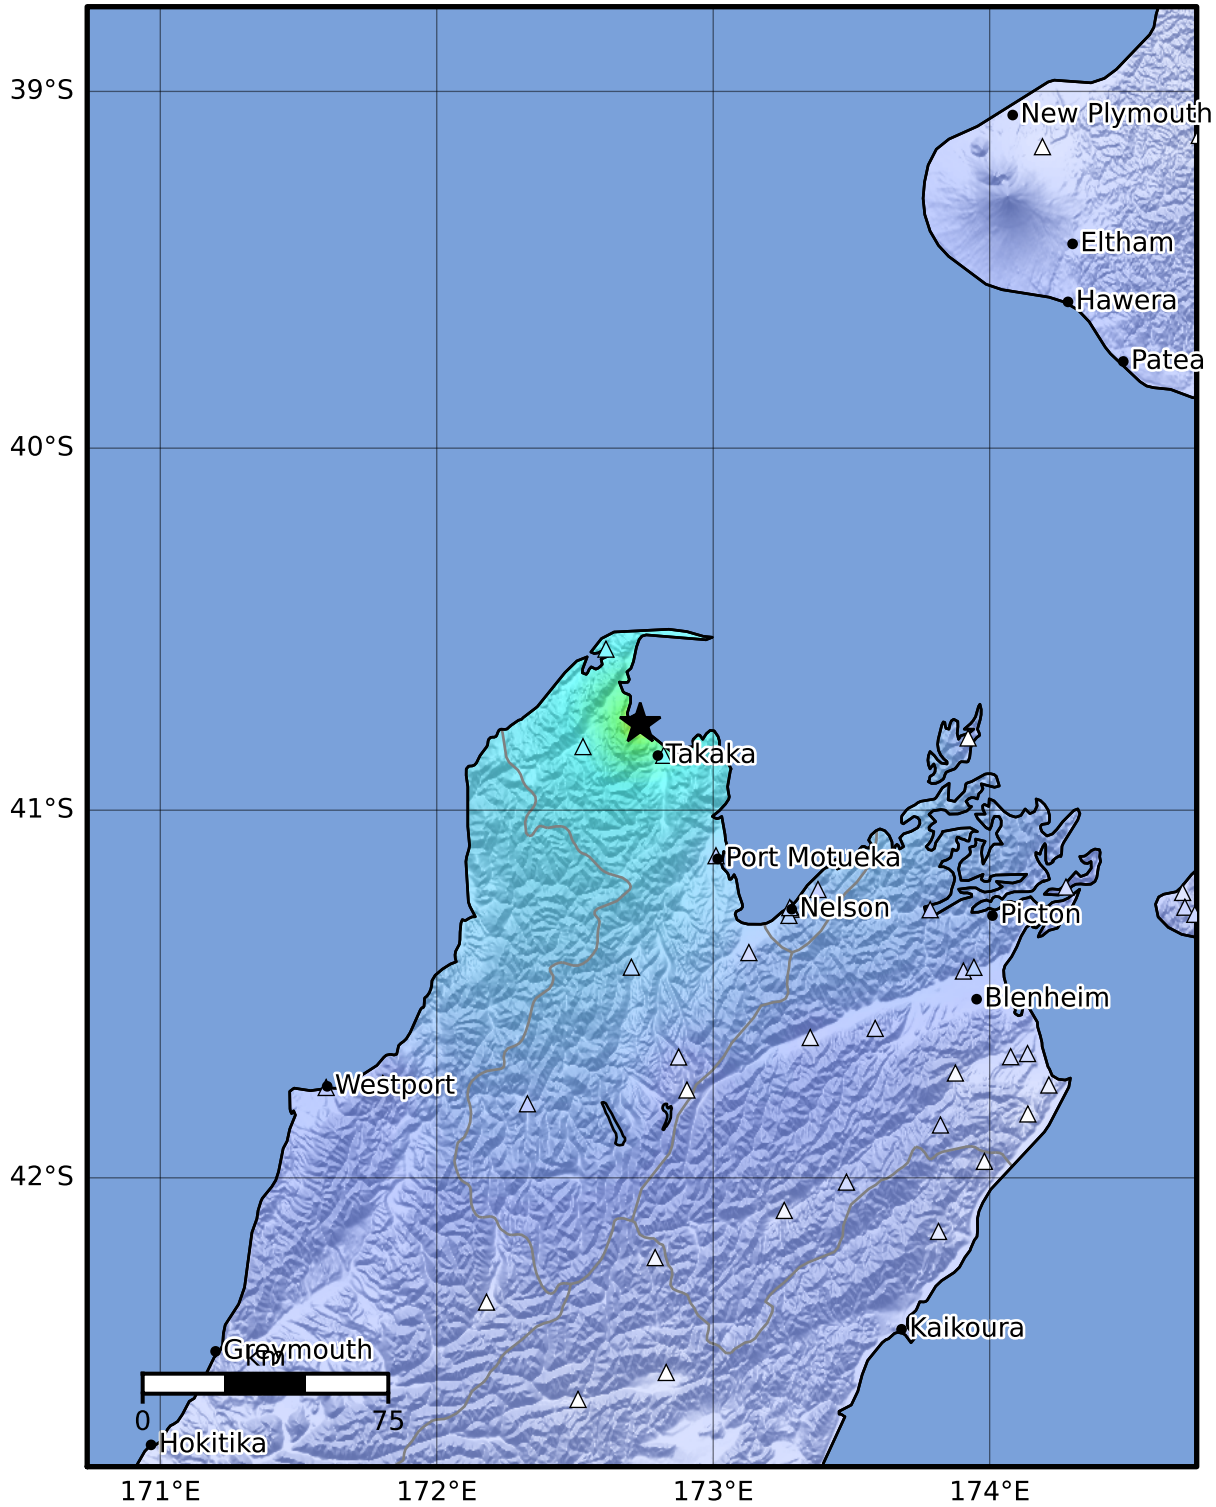 39°S
New Plymouth
Eltham
Hawera
Patea
40°S
Takaka
41°S
Port Motueka
Nelson
Picton
Blenheim
Westport
42°S
Kaikoura
Greymouth
km
0
75
Hokitika
171°E
172°E
173°E
174°E